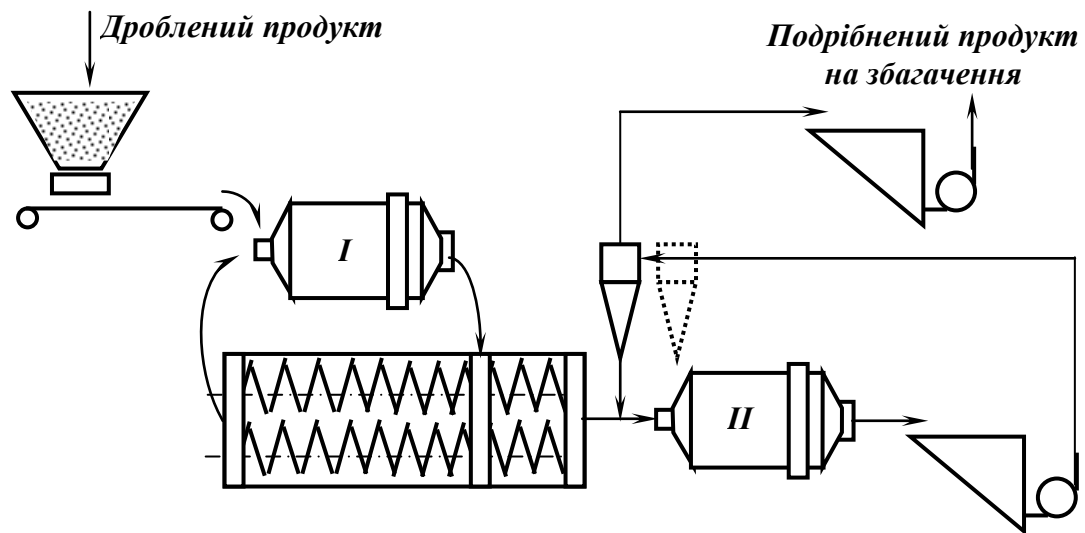 Дроблений продукт
Подрібнений продукт
на збагачення
I
II